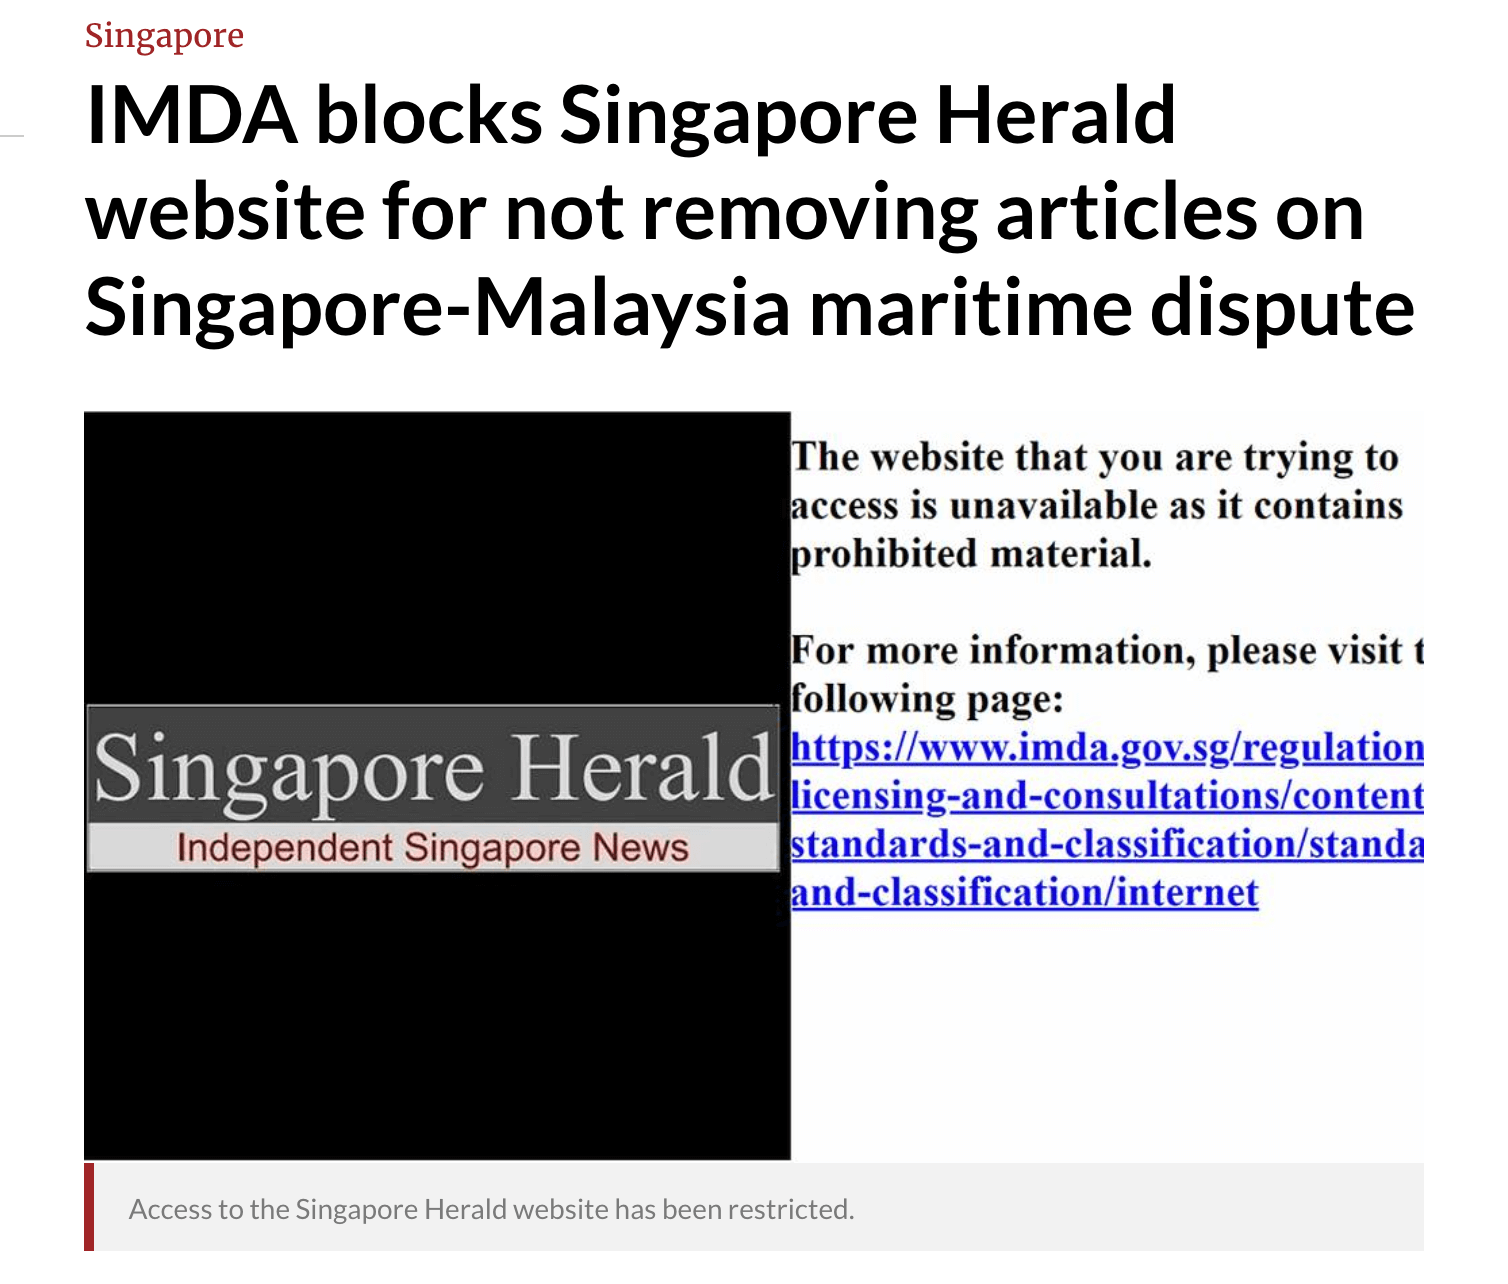 Singapore
IMDA blocks Singapore Herald
website for not removing articles on
Singapore-Malaysia maritime dispute
Singapore Herald
Independent Singapore News
The website that you are trying to
access is unavailable as it contains
prohibited material.
For more information, please visit t
following page:
https://www.imda.gov.sg/regulation
licensing-and-consultations/content
standards-and-classification/standa
and-classification/internet
Access to the Singapore Herald website has been restricted.